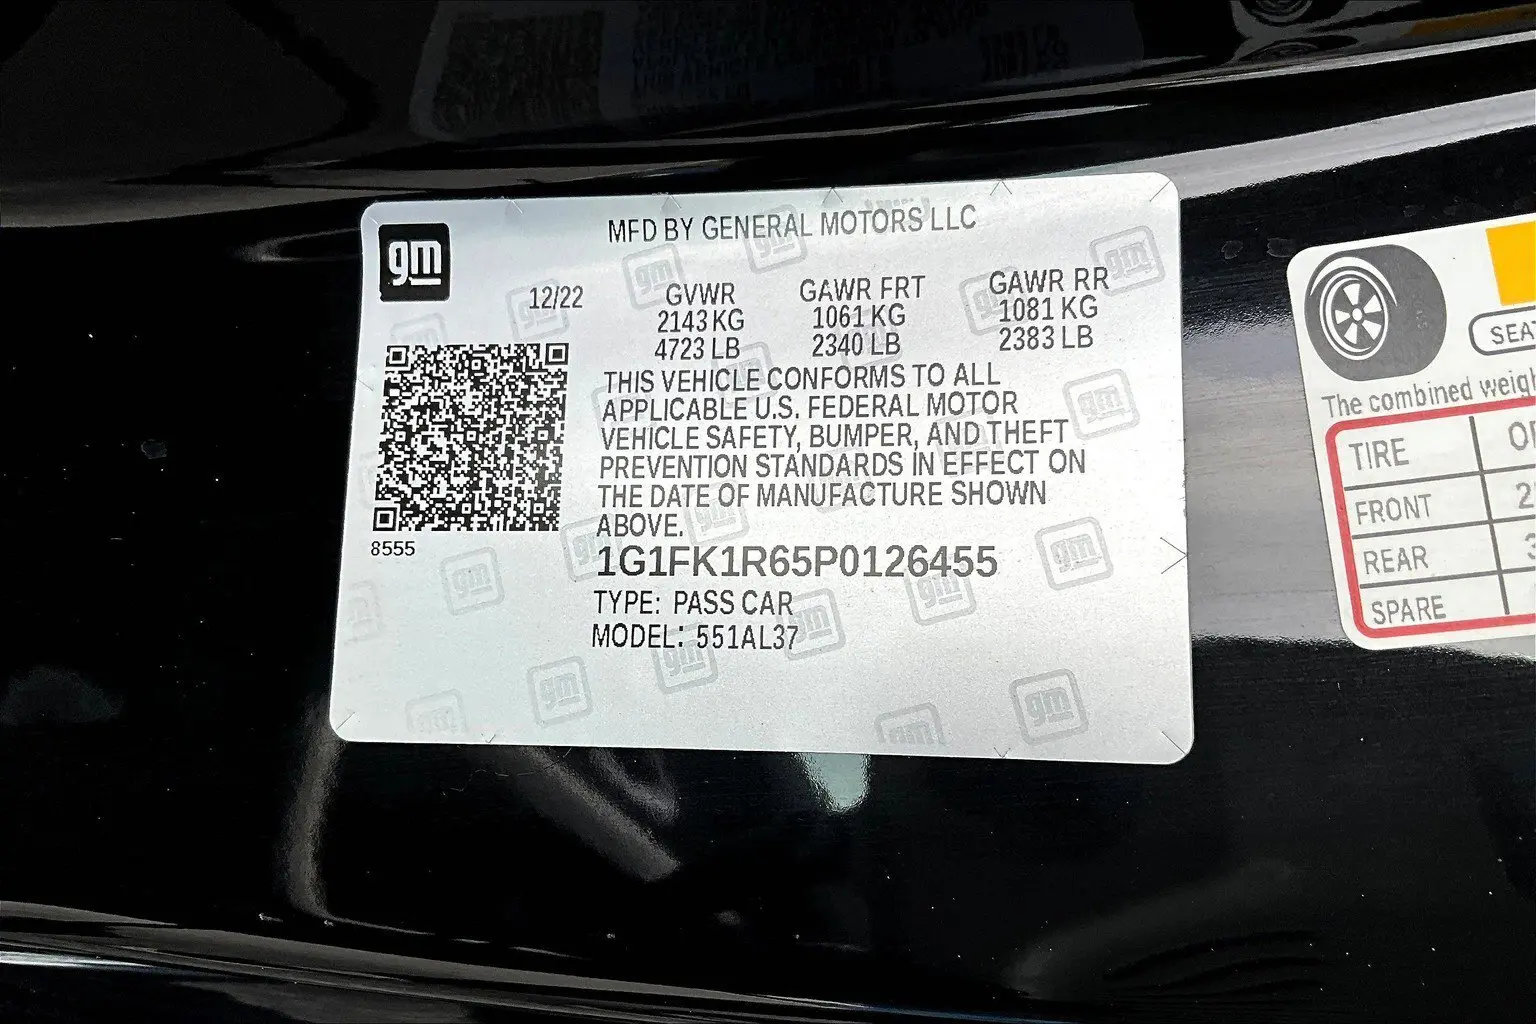 gm
MFD BY GENERAL MOTORS LLC
12/22
GVWR
2143 KG
4723 LB
GAWR FRT
1061 KG
2340 LB
GAWR RR
1081 KG
2383 LB
THIS VEHICLE CONFORMS TO ALL
APPLICABLE U.S. FEDERAL MOTOR
VEHICLE SAFETY, BUMPER, AND THEFT
PREVENTION STANDARDS IN EFFECT ON
THE DATE OF MANUFACTURE SHOWN
ABOVE.
8555
1G1FK1R65P0126455
TYPE: PASS CAR
MODEL: 551AL37
The combined
TIRE
FRONT
REAR
SPARE